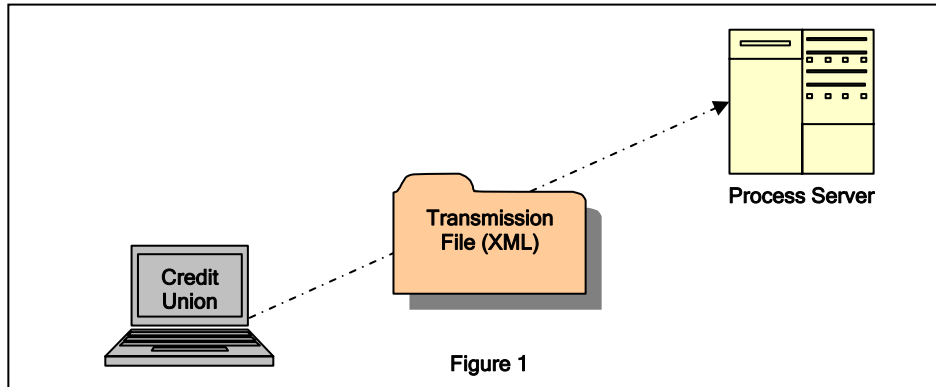 Process Server
Transmission
File (XML)
Credit
Union
Figure 1